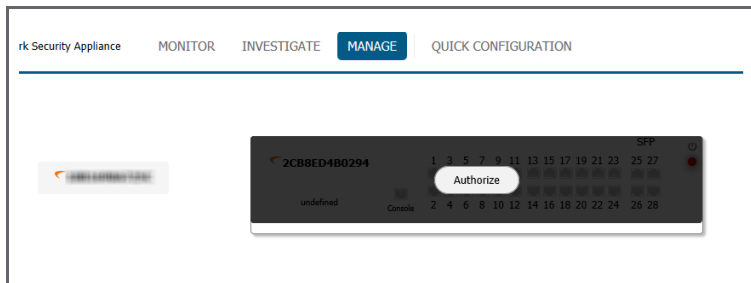 rk Security Appliance MONITOR INVESTIGATE MANAGE QUICK CONFIGURATION
SFP
2CB8ED4B0294 1 3 5 7 9 11 13 15 17 19 21 23 25 27
Authorize
undefined Console 2 4 6 8 10 12 14 16 18 20 22 24 26 28